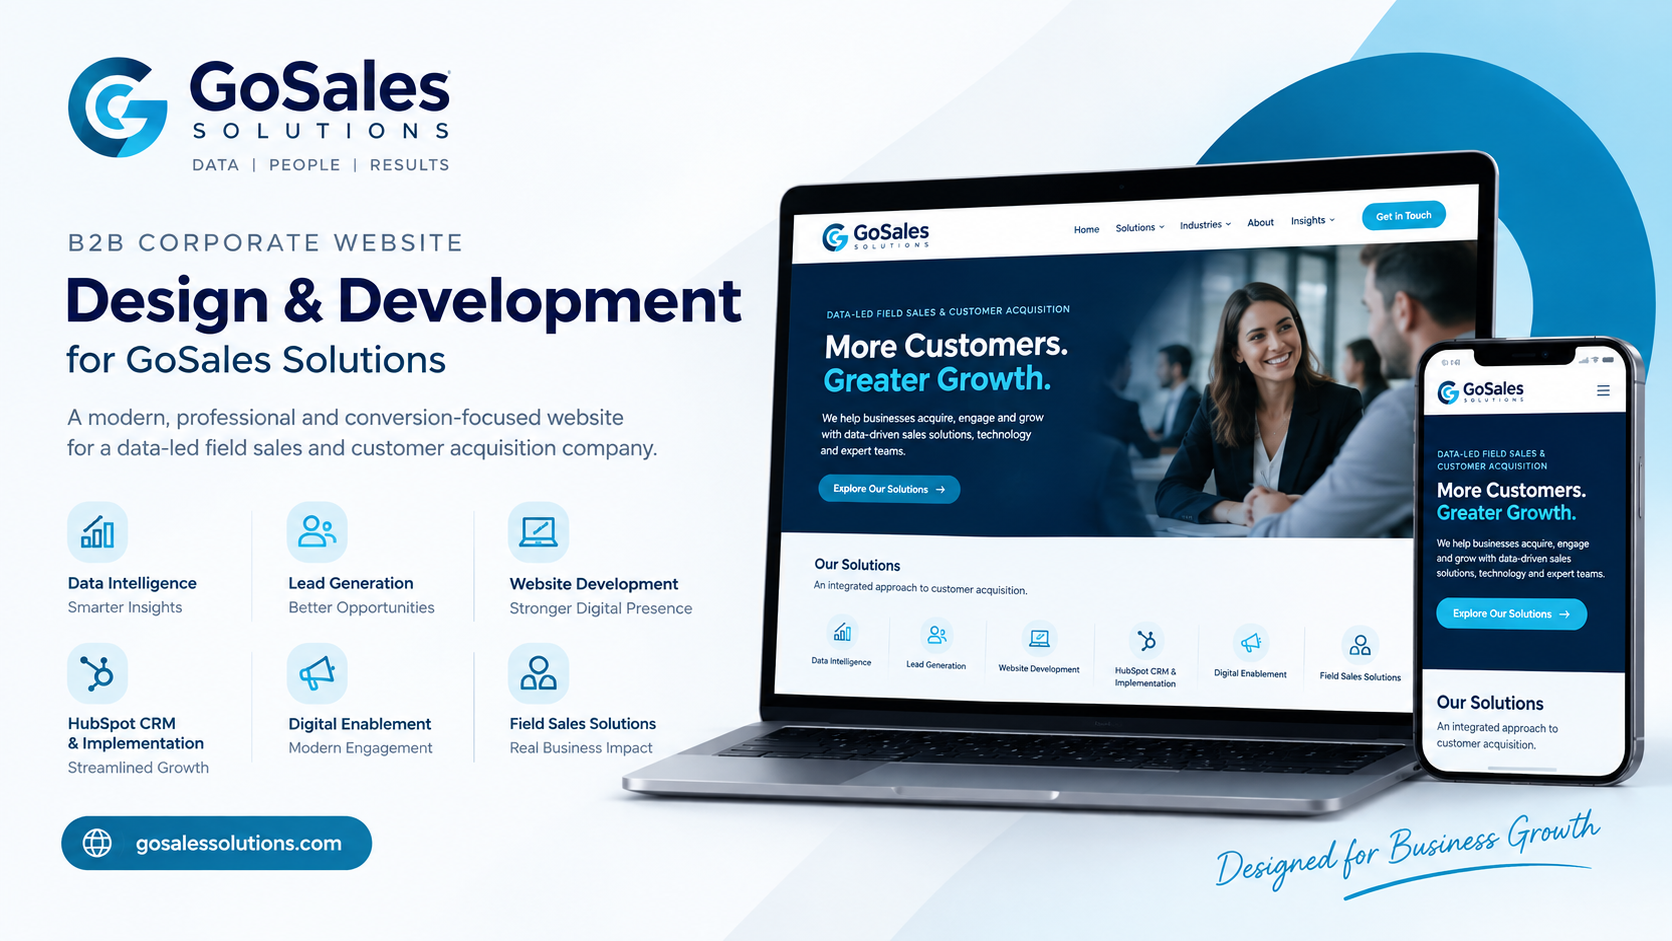 GoSales
SOLUTIONS
DATA | PEOPLE | RESULTS
B2B CORPORATE WEBSITE
Design & Development
for GoSales Solutions
A modern, professional and conversion-focused website
for a data-led field sales and customer acquisition company.
Data Intelligence
Smarter Insights
Lead Generation
Better Opportunities
Website Development
Stronger Digital Presence
HubSpot CRM
& Implementation
Streamlined Growth
Digital Enablement
Modern Engagement
Field Sales Solutions
Real Business Impact
gosalessolutions.com
GoSales
SOLUTIONS
Home Solutions Industries About Insights Get in Touch
DATA-LED FIELD SALES & CUSTOMER ACQUISITION
More Customers.
Greater Growth.
We help businesses acquire, engage and grow
with data-driven sales solutions, technology
and expert teams.
Explore Our Solutions →
Our Solutions
An integrated approach to customer acquisition.
Data Intelligence
Lead Generation
Website Development
HubSpot CRM &
Implementation
Digital Enablement
Field Sales Solutions
GoSales
SOLUTIONS
DATA-LED FIELD SALES &
CUSTOMER ACQUISITION
More Customers.
Greater Growth.
We help businesses acquire, engage
and grow with data-driven sales
solutions, technology and expert teams.
Explore Our Solutions →
Our Solutions
An integrated approach to
customer acquisition.
Designed for Business Growth